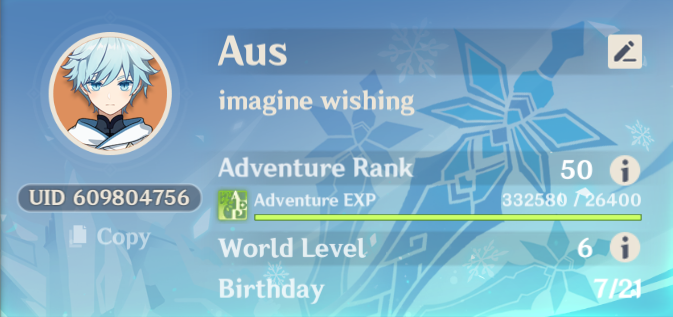 Aus
imagine wishing
Adventure Rank 50
UID 609804756
Adventure EXP 332580 / 26400
Copy
World Level 6
Birthday 7/21